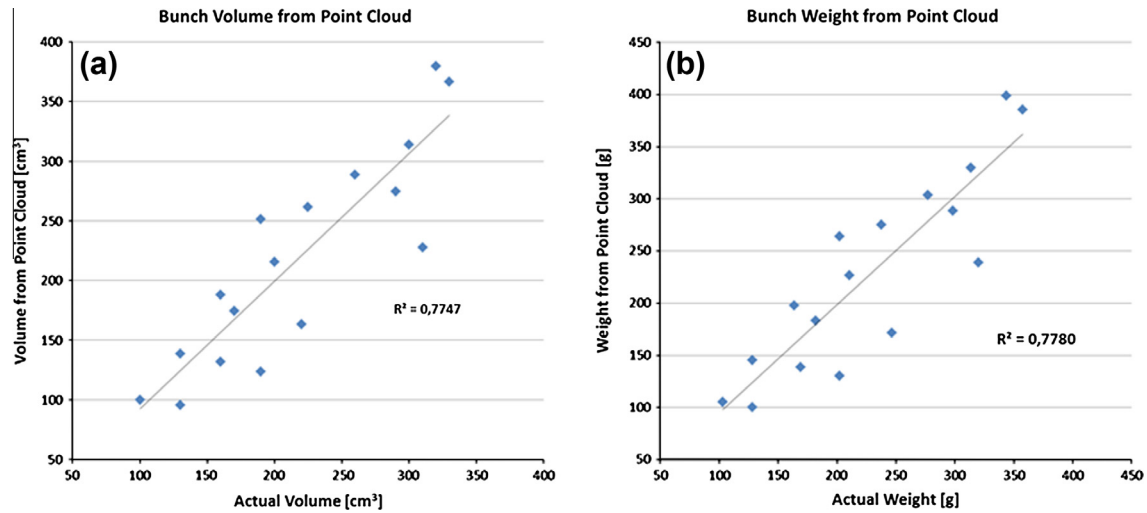 Bunch Volume from Point Cloud
(a)
Volume from Point Cloud [cm³]
400
350
300
250
200
150
100
50
R² = 0,7747
50 100 150 200 250 300 350 400
Actual Volume [cm³]
Bunch Weight from Point Cloud
(b)
Weight from Point Cloud [g]
450
400
350
300
250
200
150
100
50
R² = 0,7780
50 100 150 200 250 300 350 400 450
Actual Weight [g]